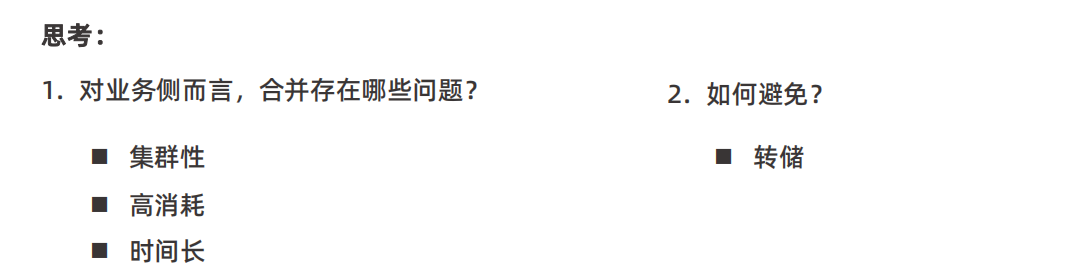 思考：
1. 对业务侧而言，合并存在哪些问题？
■ 集群性
■ 高消耗
■ 时间长
2. 如何避免？
■ 转储